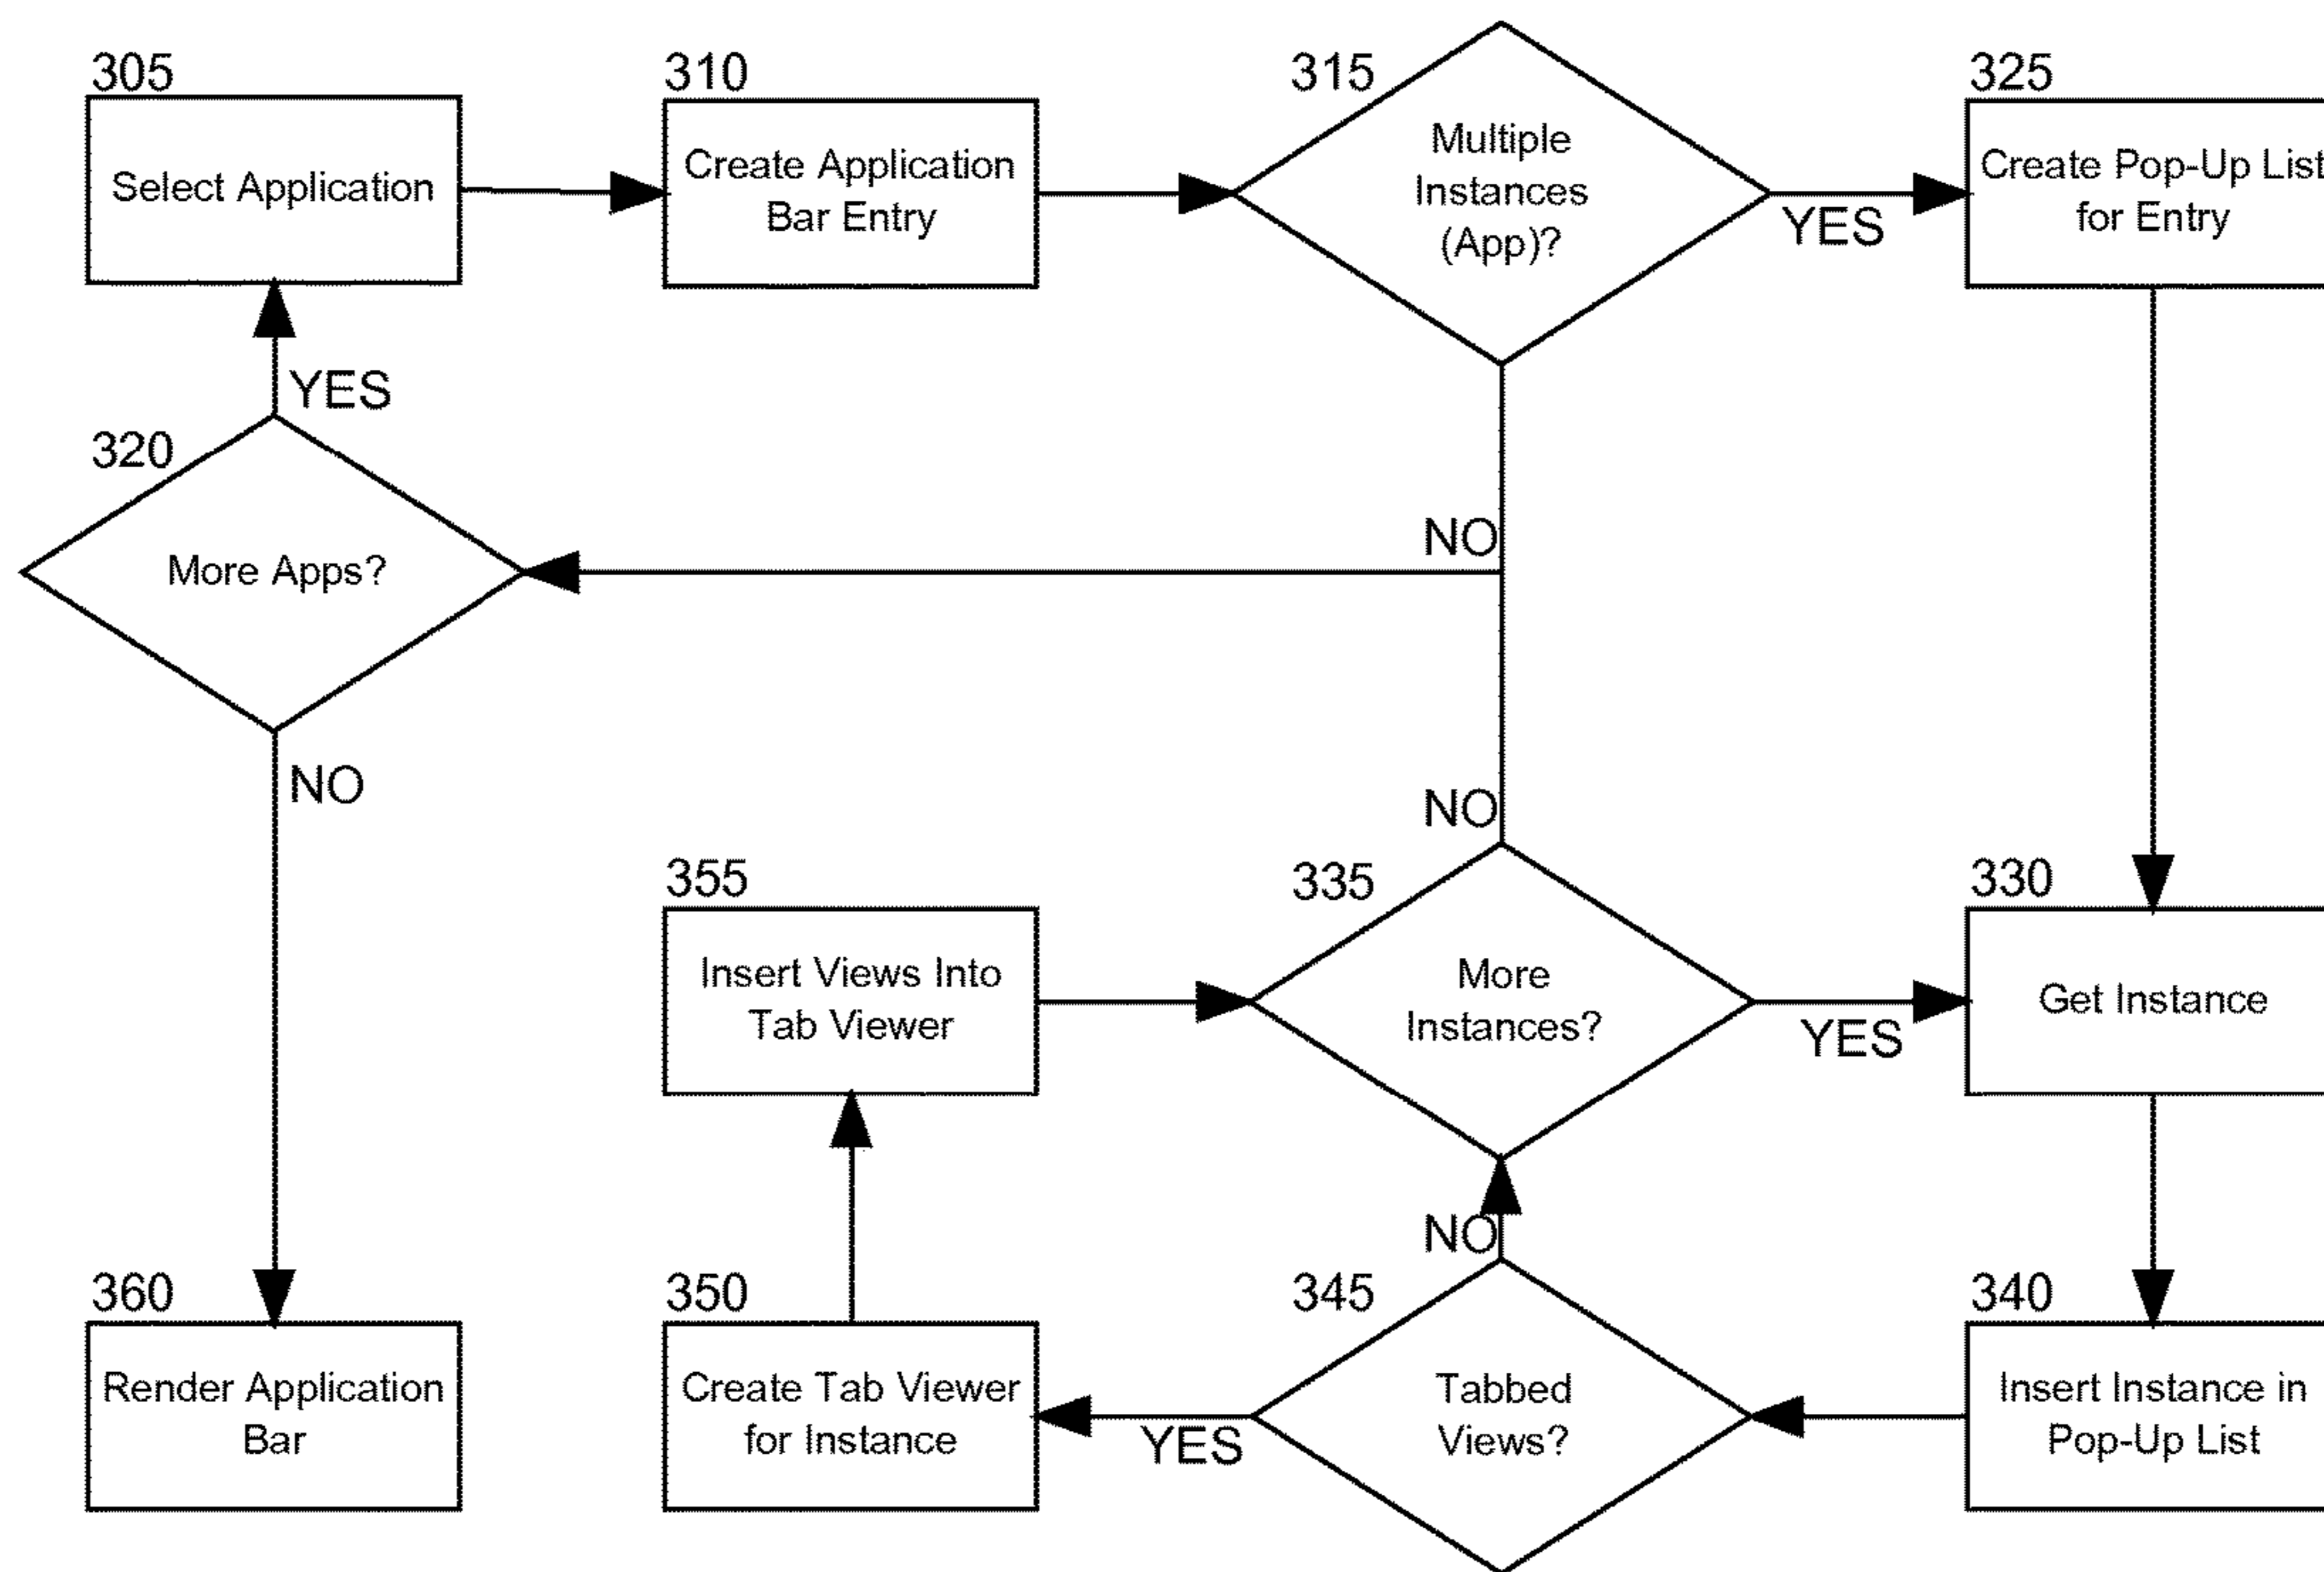 305
Select Application
310
Create Application
Bar Entry
315
Multiple
Instances
(App)?
YES
325
Create Pop-Up List
for Entry
YES
320
More Apps?
NO
NO
NO
355
Insert Views Into
Tab Viewer
335
More
Instances?
YES
330
Get Instance
NO
360
Render Application
Bar
350
Create Tab Viewer
for Instance
YES
345
Tabbed
Views?
340
Insert Instance in
Pop-Up List